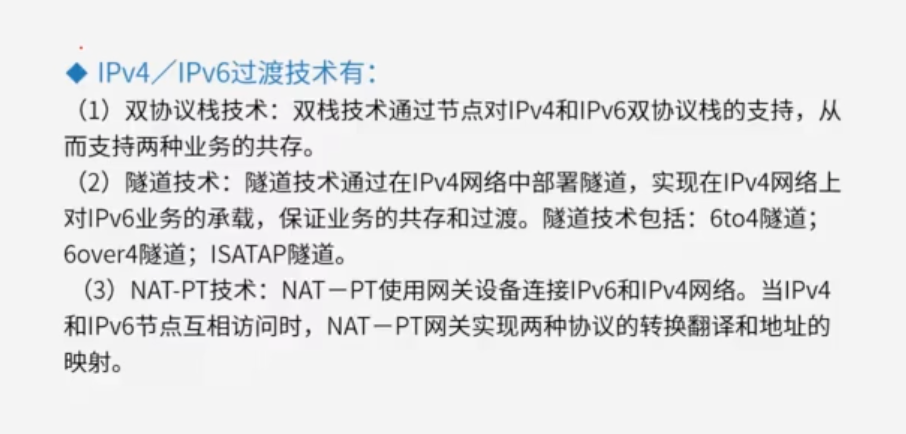 ◆ IPv4／IPv6过渡技术有：
（1）双协议栈技术：双栈技术通过节点对IPv4和IPv6双协议栈的支持，从
而支持两种业务的共存。
（2）隧道技术：隧道技术通过在IPv4网络中部署隧道，实现在IPv4网络上
对IPv6业务的承载，保证业务的共存和过渡。隧道技术包括：6to4隧道；
6over4隧道；ISATAP隧道。
（3）NAT-PT技术：NAT－PT使用网关设备连接IPv6和IPv4网络。当IPv4
和IPv6节点互相访问时，NAT－PT网关实现两种协议的转换翻译和地址的
映射。